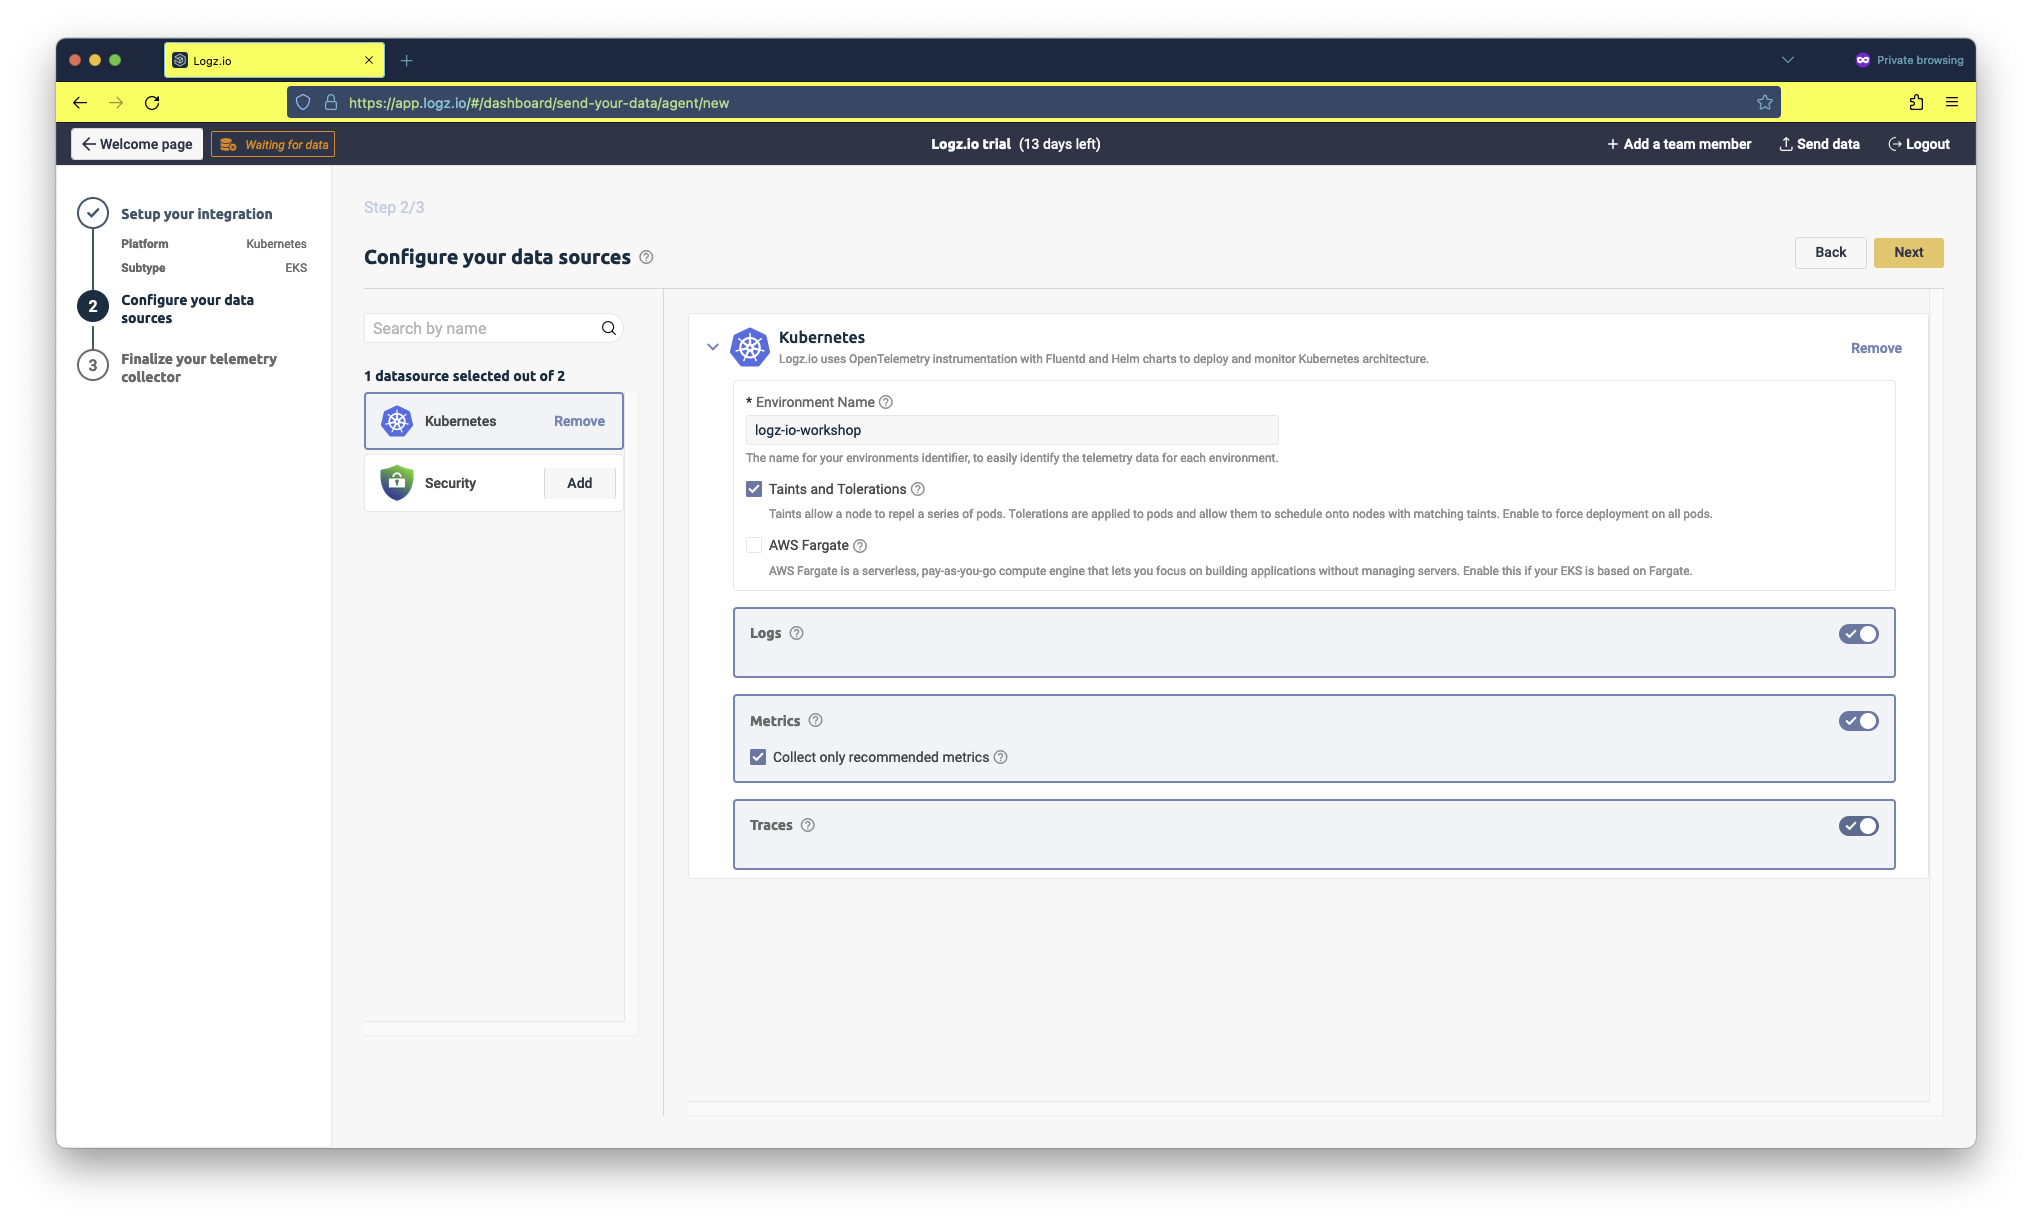 Logz.io
Private browsing
https://app.logz.io/#/dashboard/send-your-data/agent/new
Welcome page
Waiting for data
Logz.io trial (13 days left)
+ Add a team member
Send data
Logout
Setup your integration
Platform Kubernetes
Subtype EKS
2
Configure your data
sources
3
Finalize your telemetry
collector
Step 2/3
Configure your data sources
Back
Next
Search by name
1 datasource selected out of 2
Kubernetes
Remove
Security
Add
Kubernetes
Logz.io uses OpenTelemetry instrumentation with Fluentd and Helm charts to deploy and monitor Kubernetes architecture.
Remove
* Environment Name
logz-io-workshop
The name for your environments identifier, to easily identify the telemetry data for each environment.
Taints and Tolerations
Taints allow a node to repel a series of pods. Tolerations are applied to pods and allow them to schedule onto nodes with matching taints. Enable to force deployment on all pods.
AWS Fargate
AWS Fargate is a serverless, pay-as-you-go compute engine that lets you focus on building applications without managing servers. Enable this if your EKS is based on Fargate.
Logs
Metrics
Collect only recommended metrics
Traces